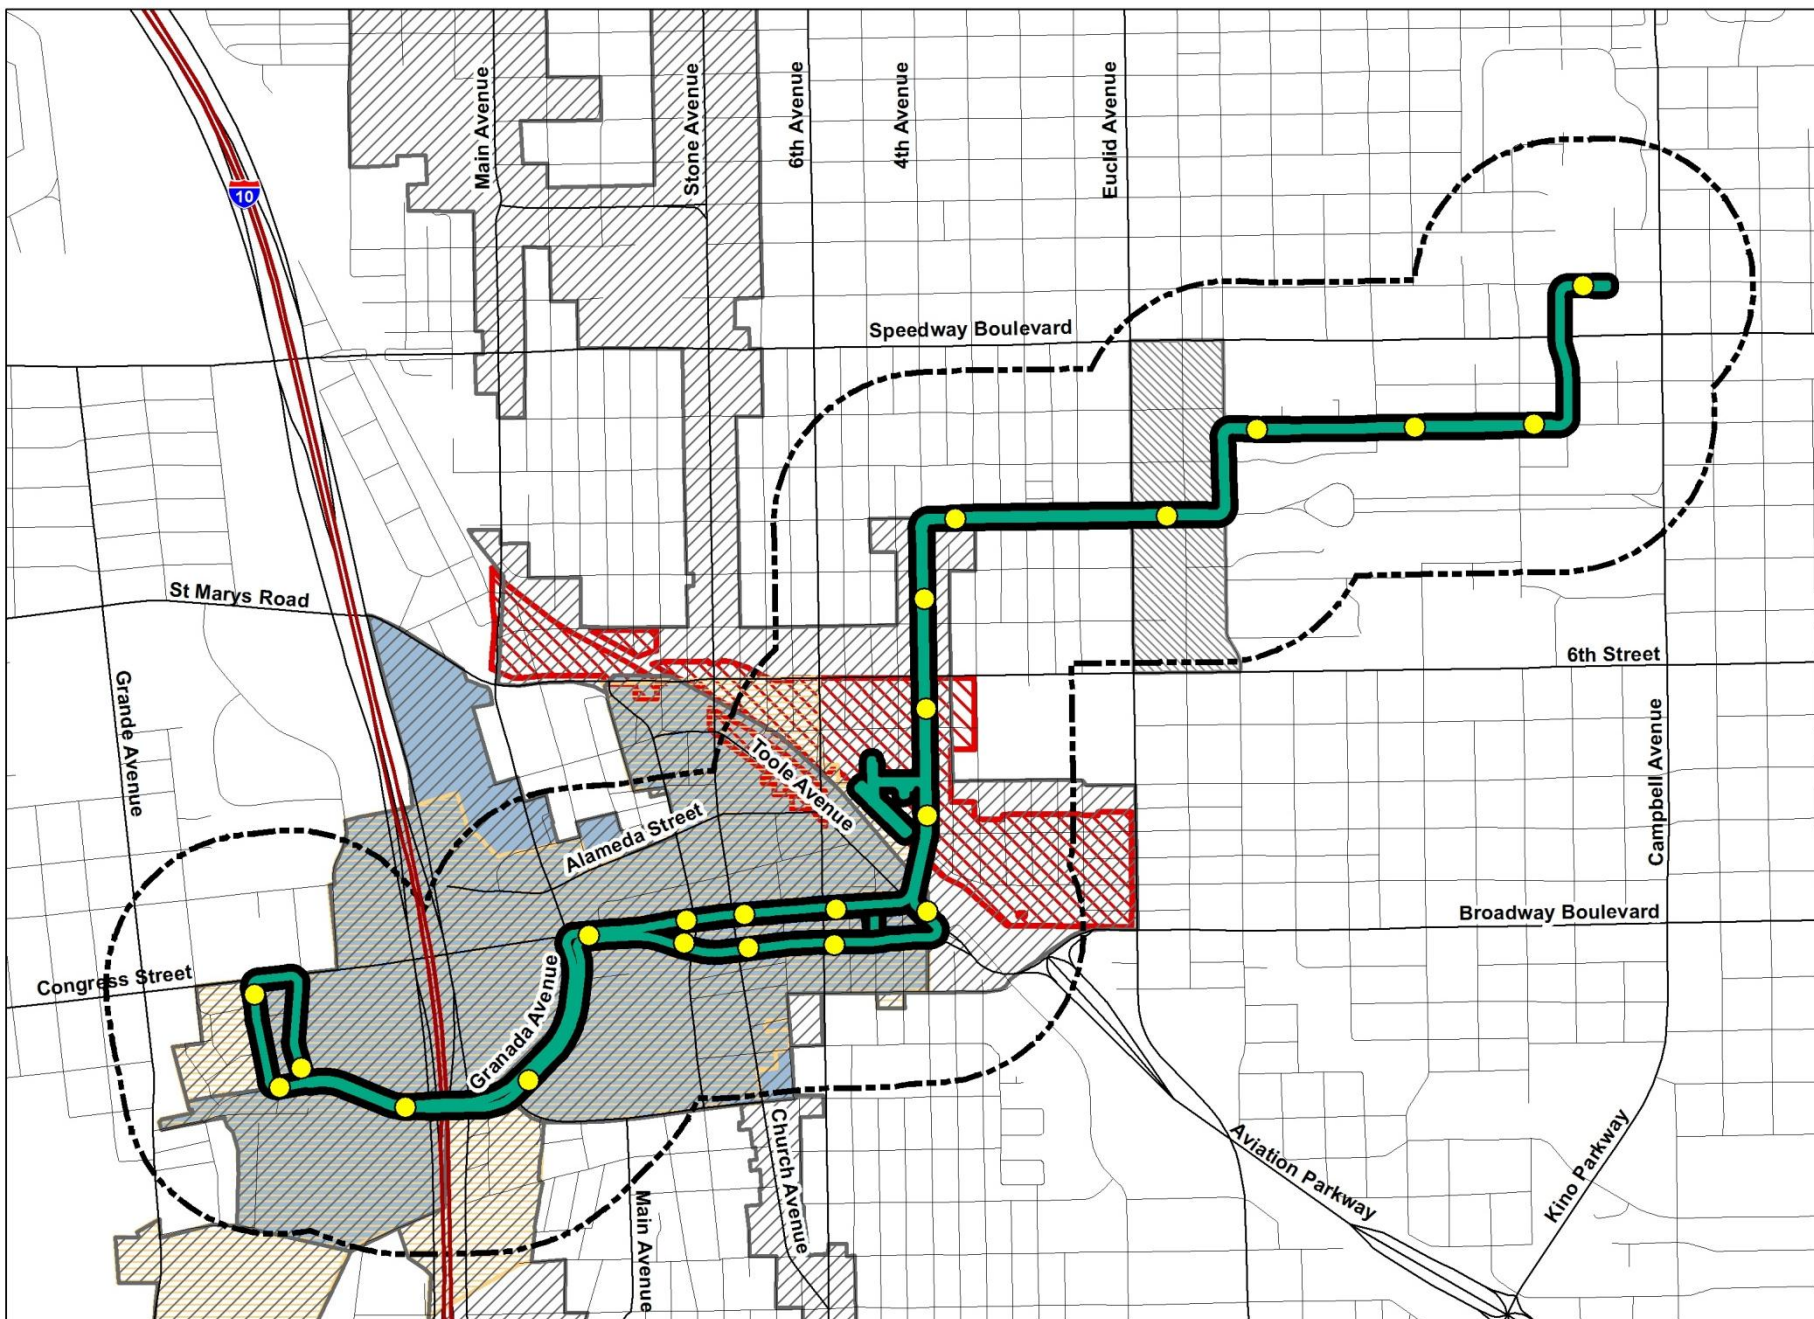 Main Avenue
Stone Avenue
6th Avenue
4th Avenue
Euclid Avenue
10
Speedway Boulevard
St Marys Road
6th Street
Grande Avenue
Campbell Avenue
Toole Avenue
Alameda Street
Broadway Boulevard
Congress Street
Granada Avenue
Church Avenue
Main Avenue
Aviation Parkway
Kino Parkway